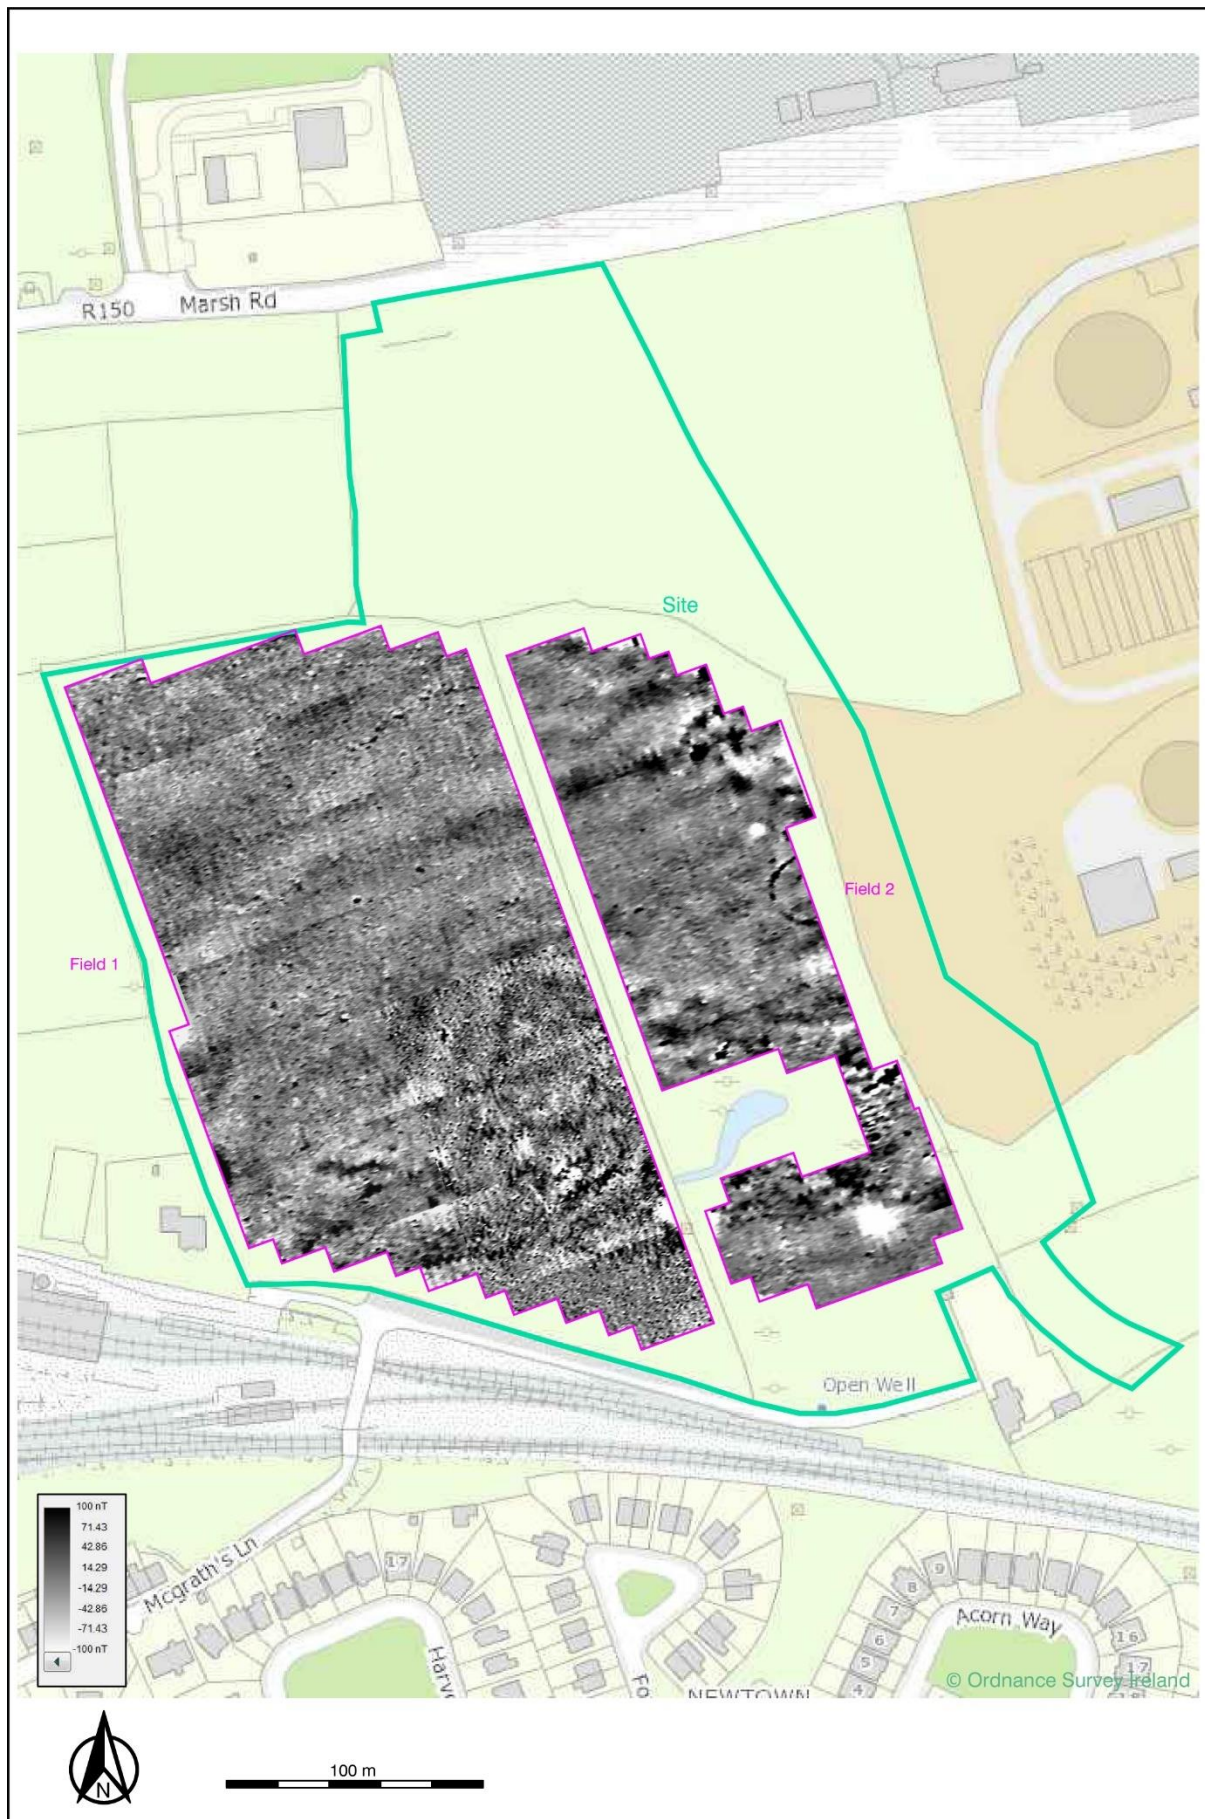 R150
Marsh Rd
Site
Field 2
Field 1
Open Well
100 nT
71.43
42.86
14.29
-14.29
-42.86
-71.43
-100 nT
Mcgrath's Ln
17
9
8
7
6
5
4
Acorn Way
16
17
Harv
Fo
NEWTOWN
© Ordnance Survey Ireland
N
100 m